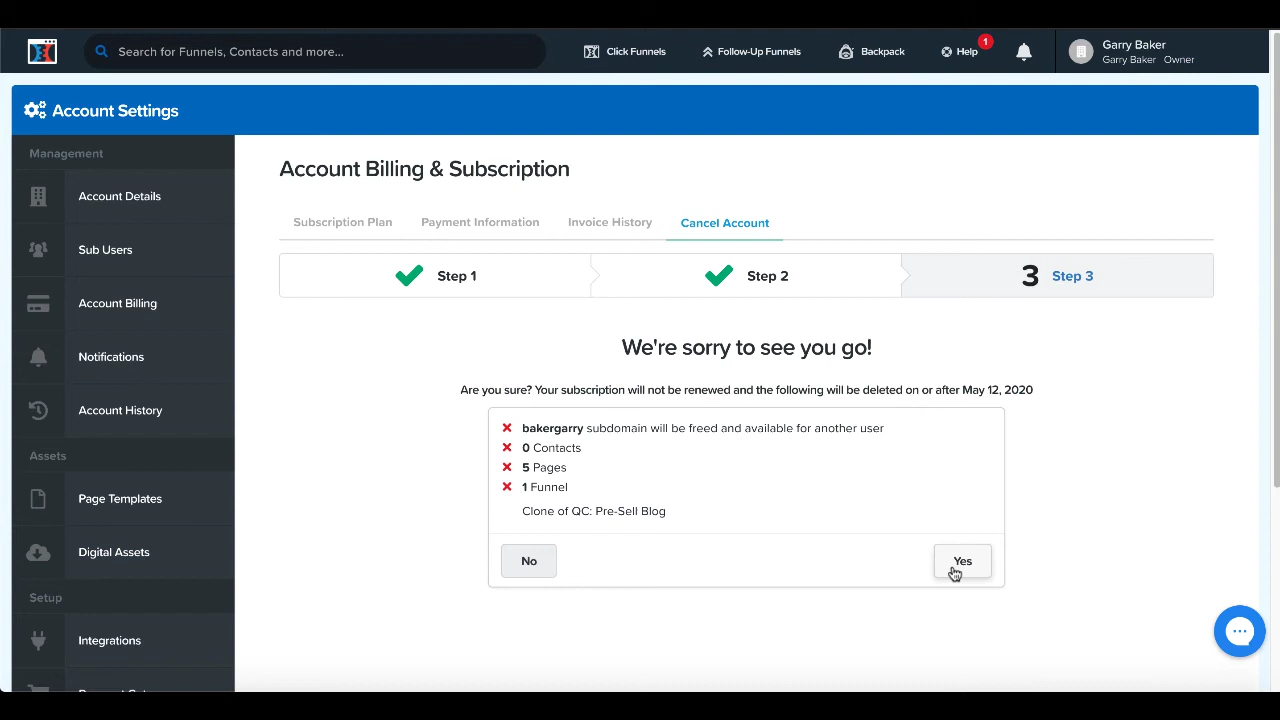 Search for Funnels, Contacts and more...
Click Funnels
Follow-Up Funnels
Backpack
Help
1
Garry Baker
Garry Baker Owner
Account Settings
Management
Account Details
Sub Users
Account Billing
Notifications
Account History
Assets
Page Templates
Digital Assets
Setup
Integrations
Account Billing & Subscription
Subscription Plan
Payment Information
Invoice History
Cancel Account
Step 1
Step 2
3 Step 3
We're sorry to see you go!
Are you sure? Your subscription will not be renewed and the following will be deleted on or after May 12, 2020
bakergarry subdomain will be freed and available for another user
0 Contacts
5 Pages
1 Funnel
Clone of QC: Pre-Sell Blog
No
Yes